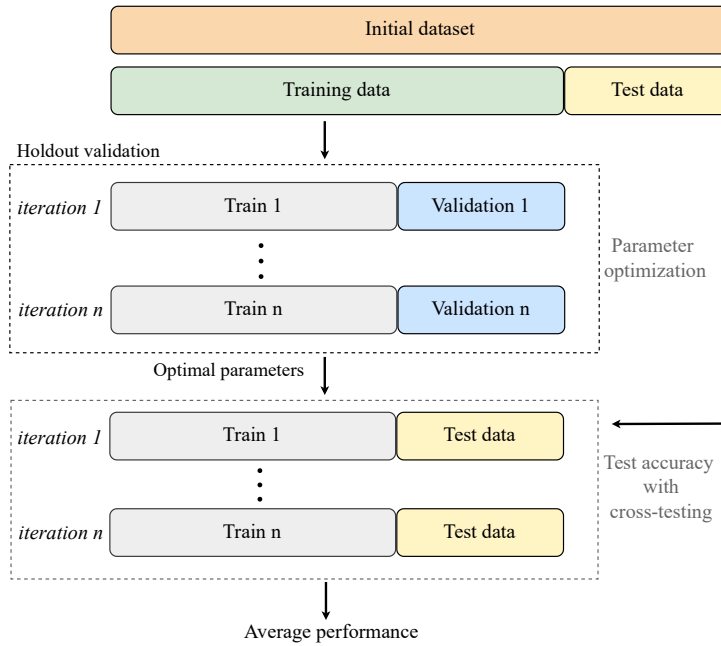 Initial dataset
Training data
Test data
Holdout validation
iteration 1
Train 1
Validation 1
Parameter
optimization
iteration n
Train n
Validation n
Optimal parameters
iteration 1
Train 1
Test data
Test accuracy
with
cross-testing
iteration n
Train n
Test data
Average performance